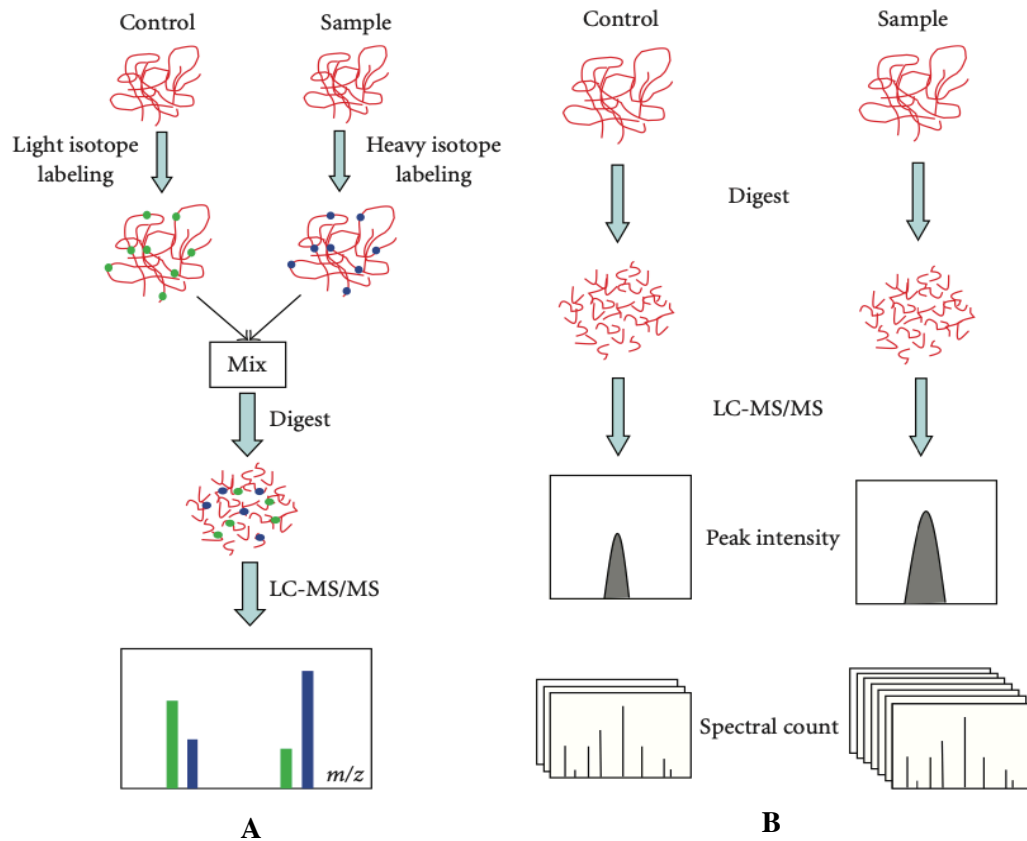 Control
Sample
Light isotope
labeling
Heavy isotope
labeling
Mix
Digest
LC-MS/MS
m/z
A
Control
Sample
Digest
LC-MS/MS
Peak intensity
Spectral count
B